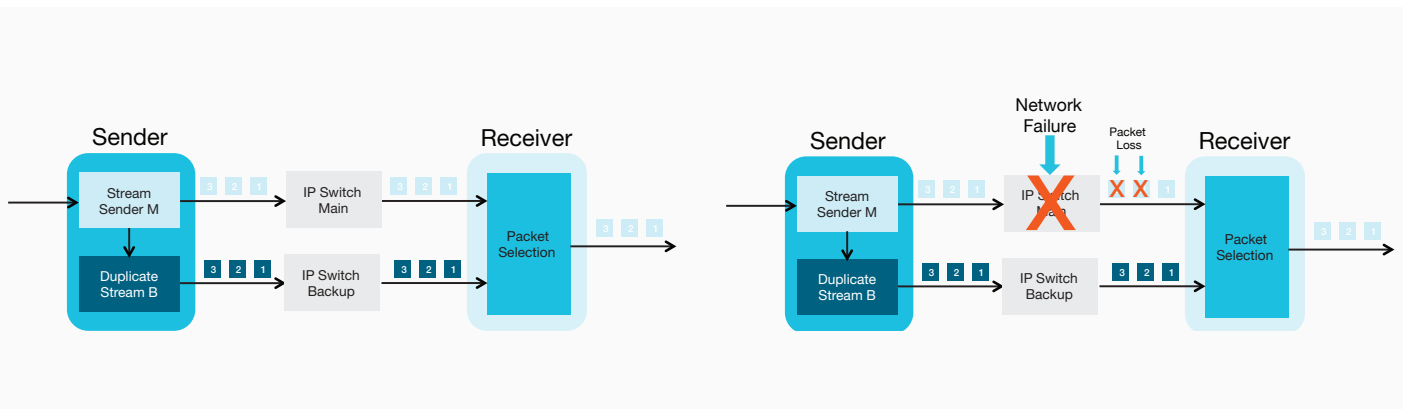 Sender
Receiver
Stream
Sender M
3 2 1
IP Switch
Main
3 2 1
Packet
Selection
3 2 1
Duplicate
Stream B
3 2 1
IP Switch
Backup
3 2 1
Network
Failure
Packet
Loss
Sender
Receiver
Stream
Sender M
3 2 1
IP Switch
Main
X
X X 1
Packet
Selection
3 2 1
Duplicate
Stream B
3 2 1
IP Switch
Backup
3 2 1